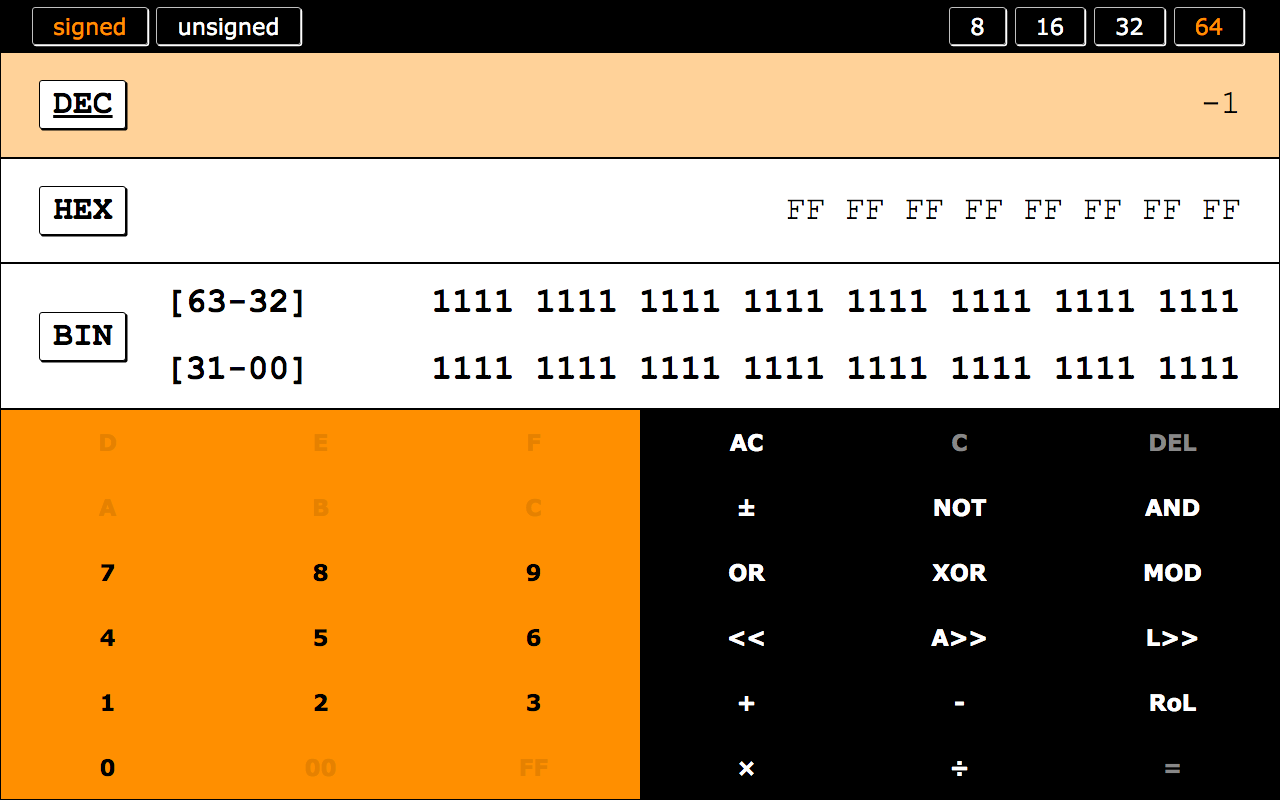 signed unsigned 8 16 32 64
DEC -1
HEX FF FF FF FF FF FF FF FF
[63-32] 1111 1111 1111 1111 1111 1111 1111 1111
BIN
[31-00] 1111 1111 1111 1111 1111 1111 1111 1111
D E F AC C DEL
A B C ± NOT AND
7 8 9 OR XOR MOD
4 5 6 << A>> L>>
1 2 3 + - RoL
0 00 FF × ÷ =